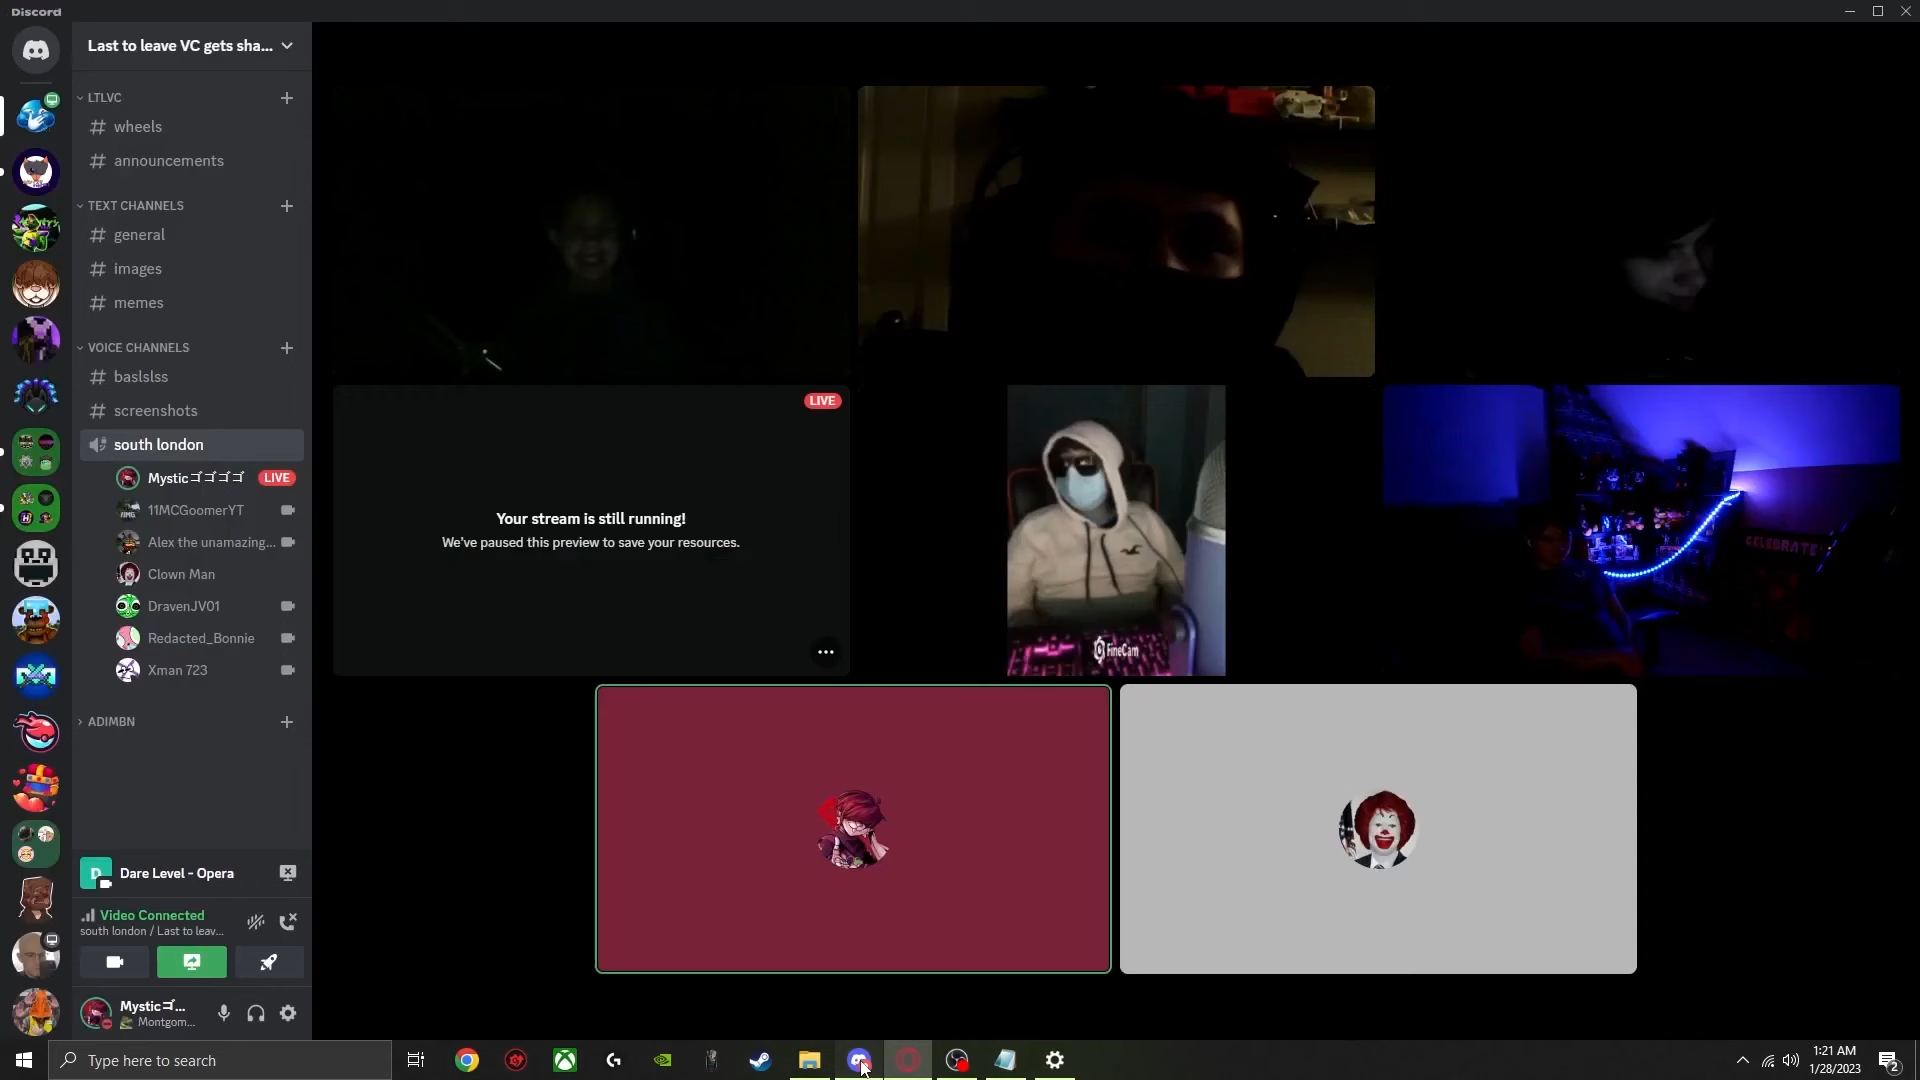 Discord
Last to leave VC gets sha...
LTLVC
wheels
announcements
TEXT CHANNELS
general
images
memes
VOICE CHANNELS
baslslss
screenshots
south london
Mysticゴゴゴゴ LIVE
11MCGoomerYT
Alex the unamazing...
Clown Man
DravenJV01
Redacted_Bonnie
Xman 723
ADIMBN
D
Dare Level - Opera
Video Connected
south london / Last to leav...
Mysticゴ...
Montgom...
LIVE
Your stream is still running!
We've paused this preview to save your resources.
FineCam
CELEBRATE
Type here to search
1:21 AM
1/28/2023
2